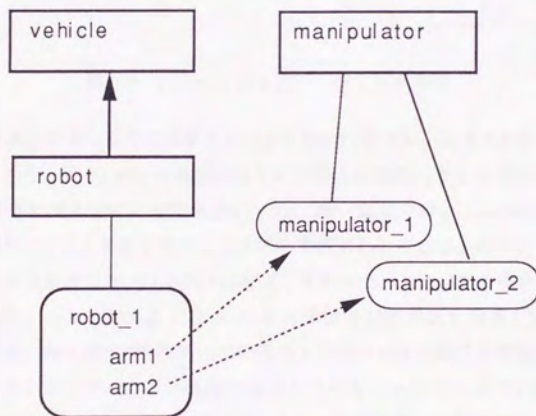 vehicle
manipulator
robot
manipulator_1
manipulator_2
robot_1
arm1
arm2